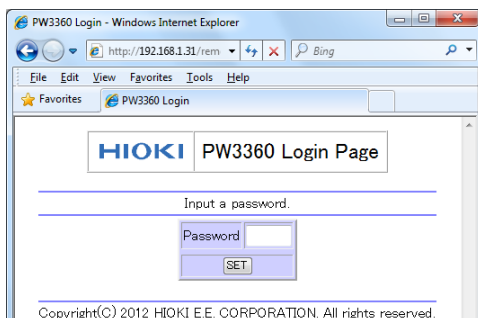 PW3360 Login - Windows Internet Explorer
http://192.168.1.31/rem
Bing
File Edit View Favorites Tools Help
Favorites PW3360 Login
HIOKI PW3360 Login Page
Input a password.
Password
SET
Copyright(C) 2012 HIOKI E.E. CORPORATION. All rights reserved.